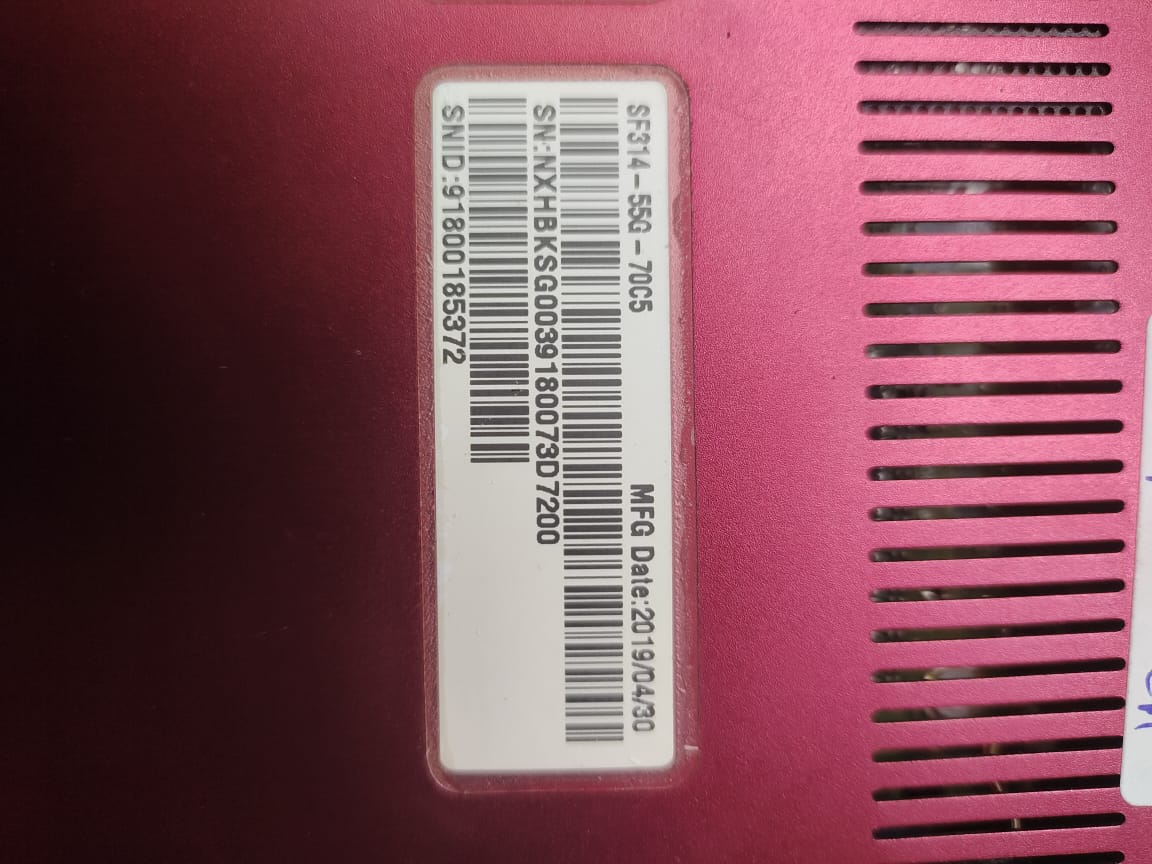 SF314-55G-70C5 MFG Date:2019/04/30
SN:NXHBKSG0039180073D7200
SNID:91800185372